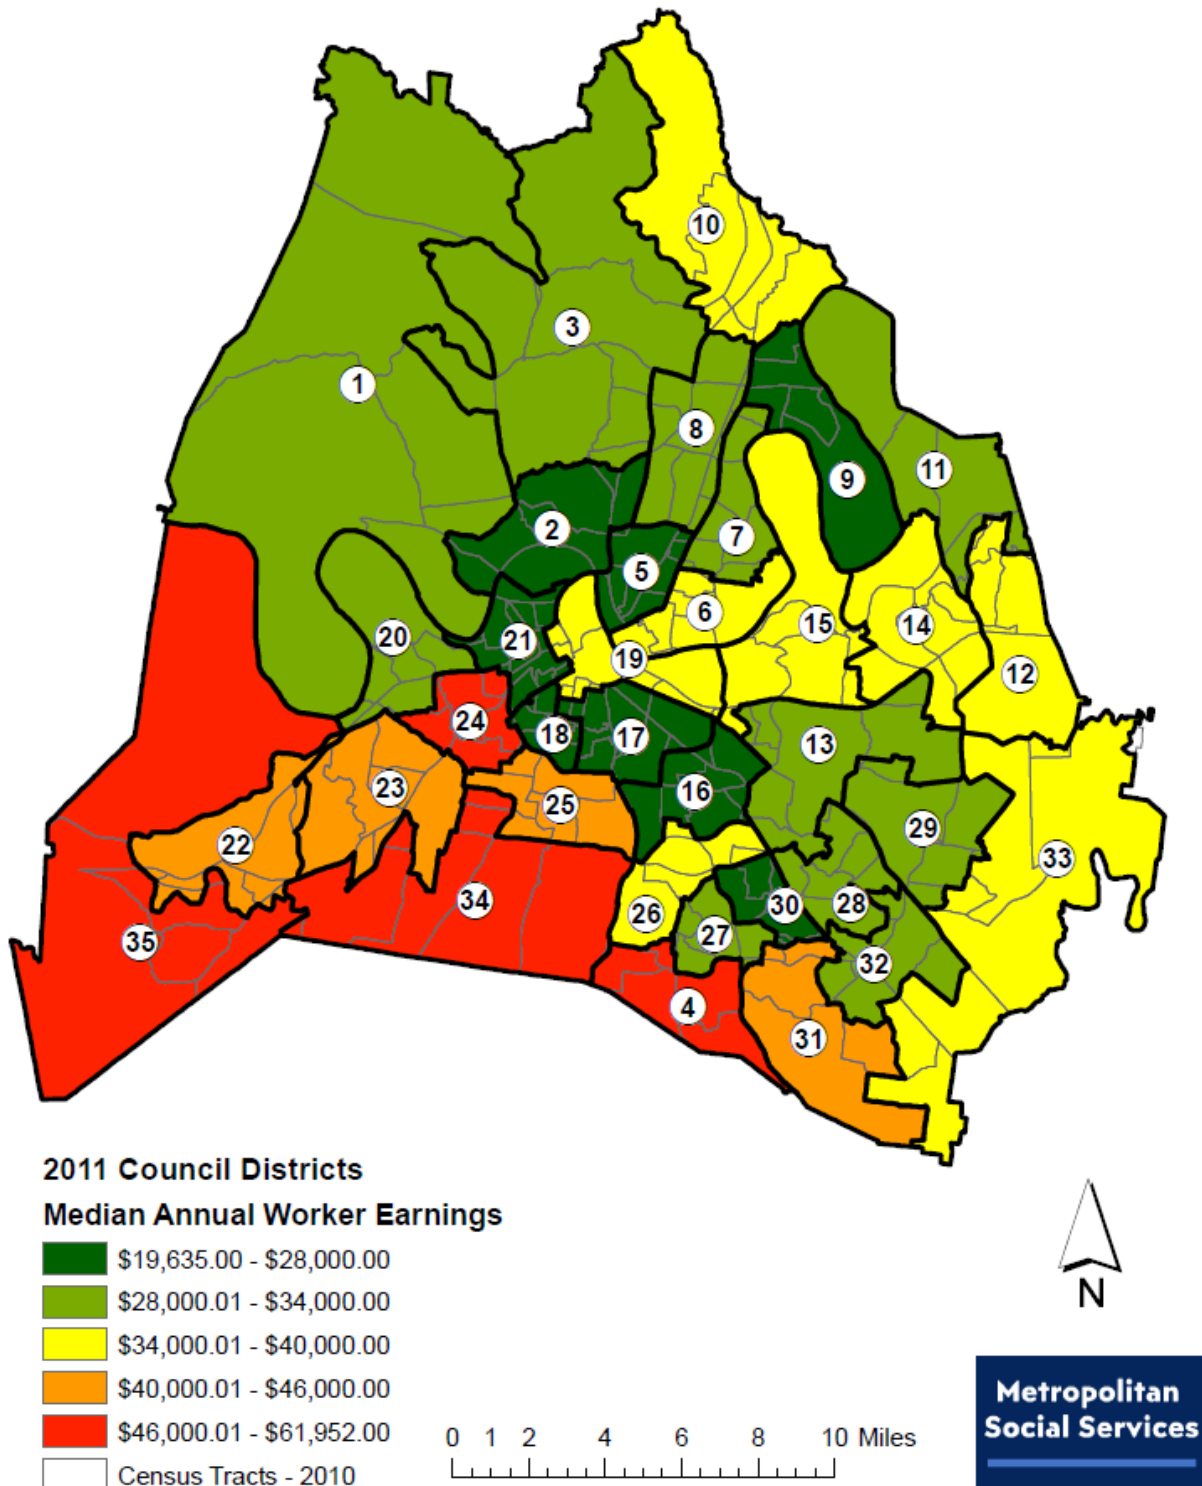 10
3
1
8
11
9
2
7
5
6
15
14
21
20
19
12
24
18
17
13
23
16
25
29
22
33
34
30
28
26
27
35
32
4
31
2011 Council Districts
Median Annual Worker Earnings
$19,635.00 - $28,000.00
$28,000.01 - $34,000.00
$34,000.01 - $40,000.00
$40,000.01 - $46,000.00
$46,000.01 - $61,952.00
Census Tracts - 2010
0 1 2 4 6 8 10 Miles
N
Metropolitan
Social Services